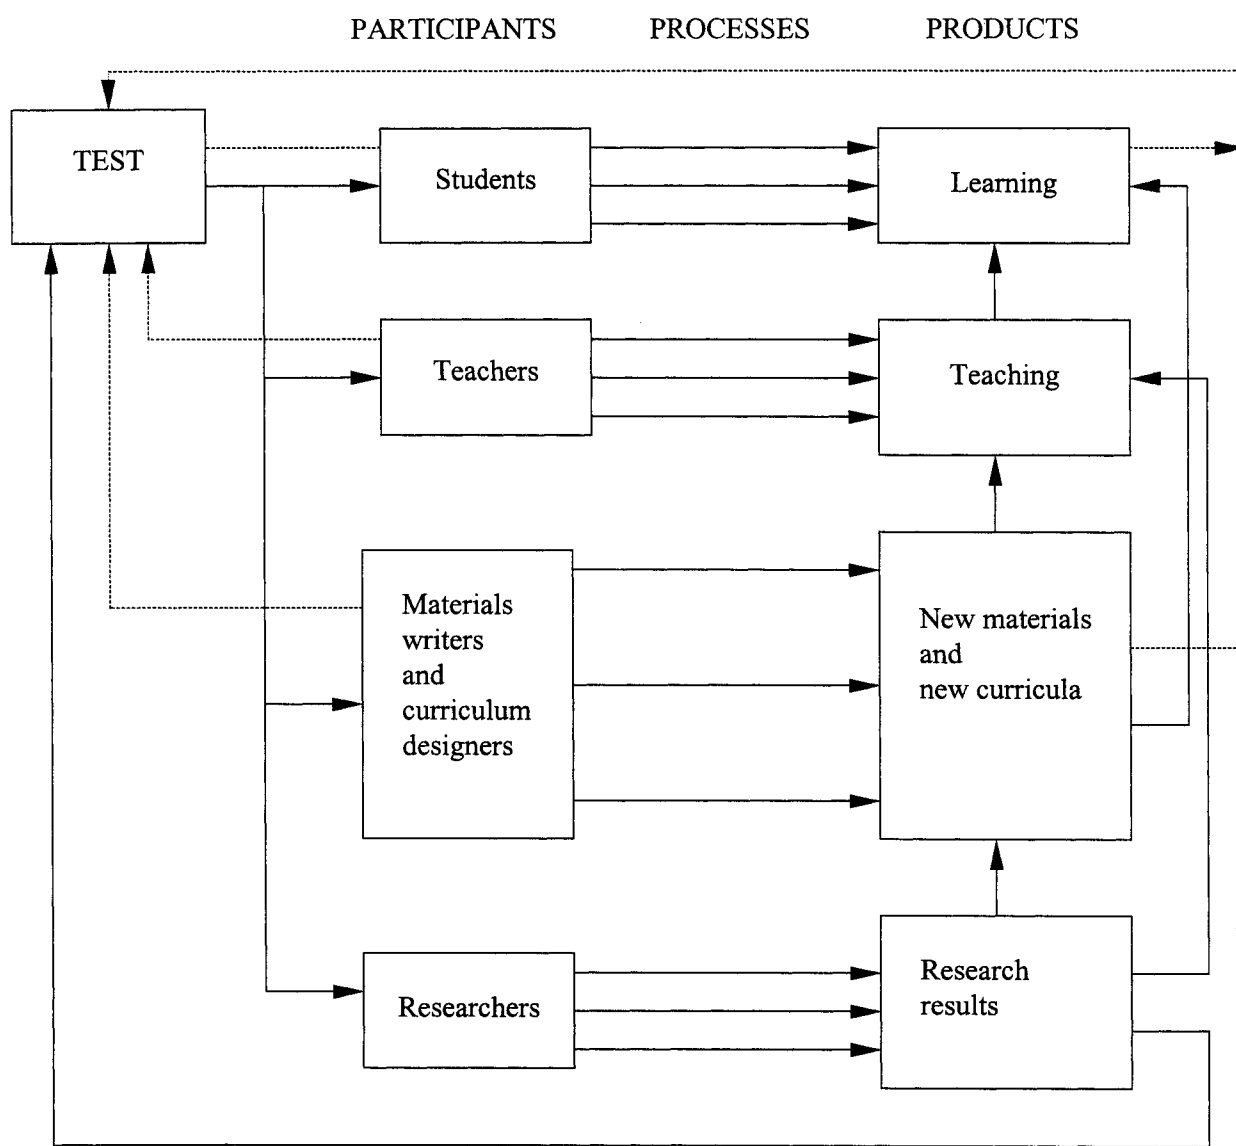 PARTICIPANTS PROCESSES PRODUCTS
TEST
Students
Learning
Teachers
Teaching
Materials
writers
and
curriculum
designers
New materials
and
new curricula
Researchers
Research
results